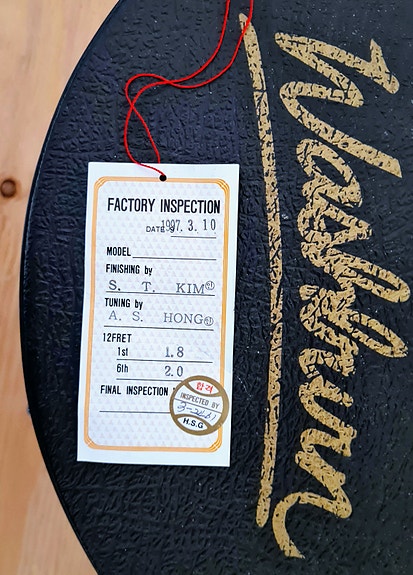 FACTORY INSPECTION
DATE 1997. 3. 10
MODEL
FINISHING by
S. T. KIM
TUNING by
A. S. HONG
12FRET
1st 1.8
6th 2.0
FINAL INSPECTION
합격
INSPECTED BY
H.S.G
Washburn